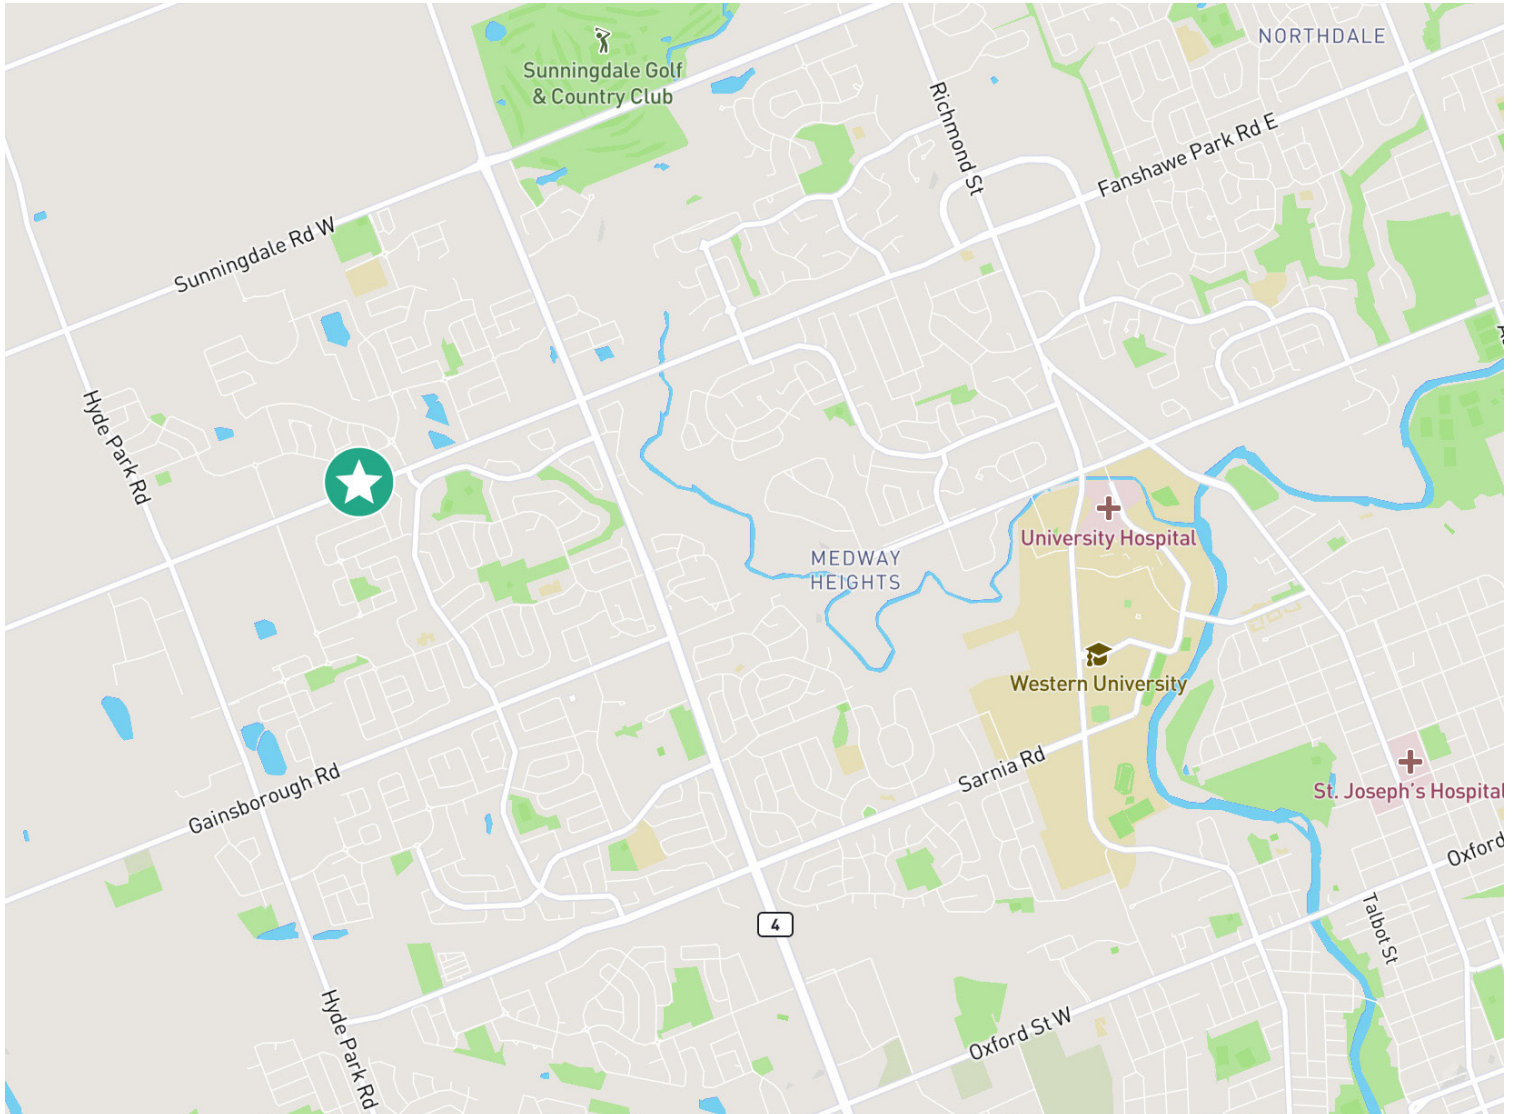 NORTHDALE
Sunningdale Golf
& Country Club
Richmond St
Fanshawe Park Rd E
Sunningdale Rd W
Hyde Park Rd
University Hospital
MEDWAY
HEIGHTS
Western University
Sarnia Rd
Gainsborough Rd
St. Joseph's Hospital
Oxford
Talbot St
4
Hyde Park Rd
Oxford St W